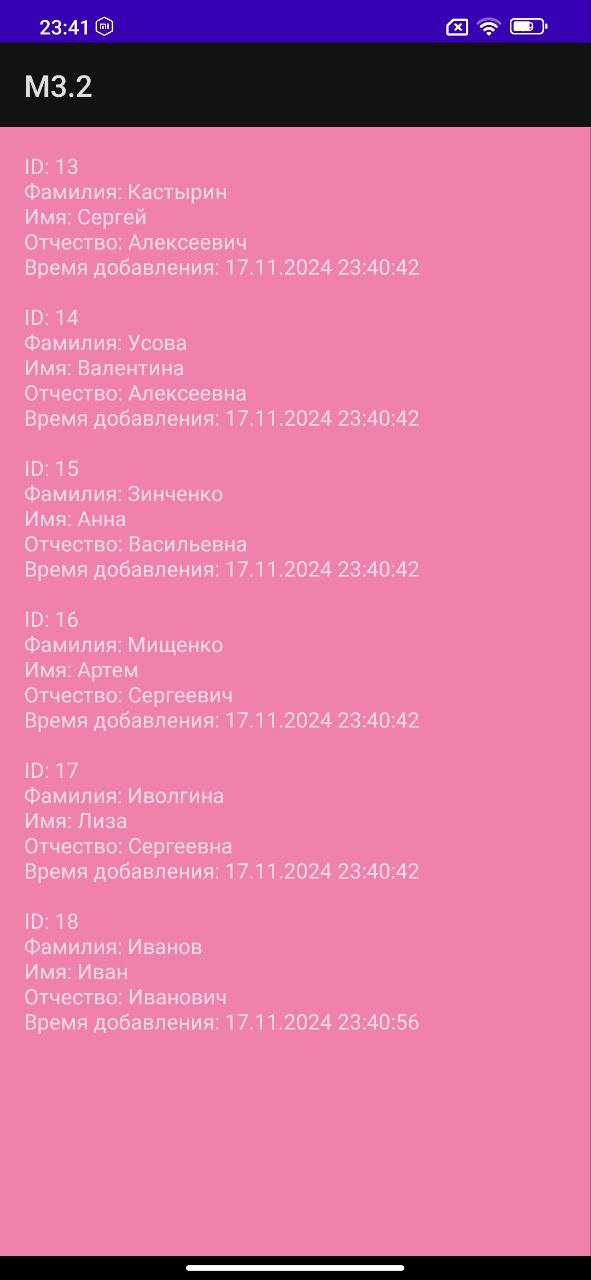 23:41
M3.2
ID: 13
Фамилия: Кастырин
Имя: Сергей
Отчество: Алексеевич
Время добавления: 17.11.2024 23:40:42
ID: 14
Фамилия: Усова
Имя: Валентина
Отчество: Алексеевна
Время добавления: 17.11.2024 23:40:42
ID: 15
Фамилия: Зинченко
Имя: Анна
Отчество: Васильевна
Время добавления: 17.11.2024 23:40:42
ID: 16
Фамилия: Мищенко
Имя: Артем
Отчество: Сергеевич
Время добавления: 17.11.2024 23:40:42
ID: 17
Фамилия: Иволгина
Имя: Лиза
Отчество: Сергеевна
Время добавления: 17.11.2024 23:40:42
ID: 18
Фамилия: Иванов
Имя: Иван
Отчество: Иванович
Время добавления: 17.11.2024 23:40:56